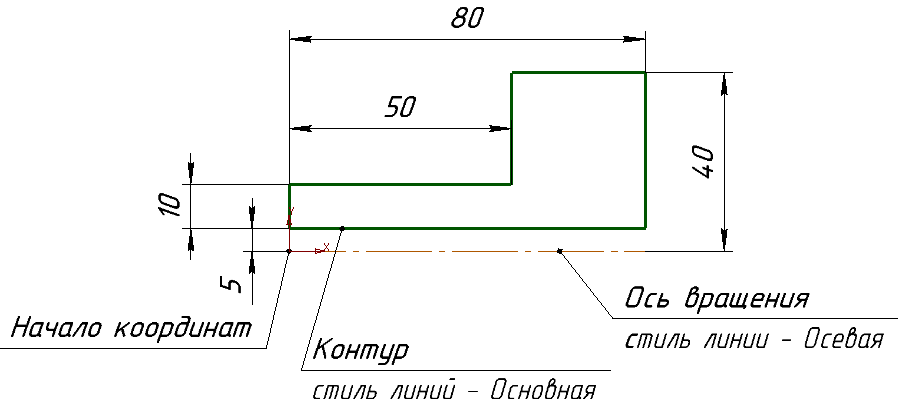 80
50
10
5
40
Y
X
Начало координат
Контур
стиль линий - Основная
Ось вращения
стиль линии - Осевая